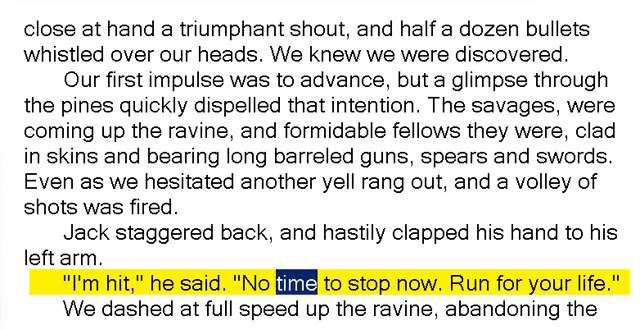 close at hand a triumphant shout, and half a dozen bullets
whistled over our heads. We knew we were discovered.
Our first impulse was to advance, but a glimpse through
the pines quickly dispelled that intention. The savages, were
coming up the ravine, and formidable fellows they were, clad
in skins and bearing long barreled guns, spears and swords.
Even as we hesitated another yell rang out, and a volley of
shots was fired.
Jack staggered back, and hastily clapped his hand to his
left arm.
"I'm hit," he said. "No time to stop now. Run for your life."
We dashed at full speed up the ravine, abandoning the